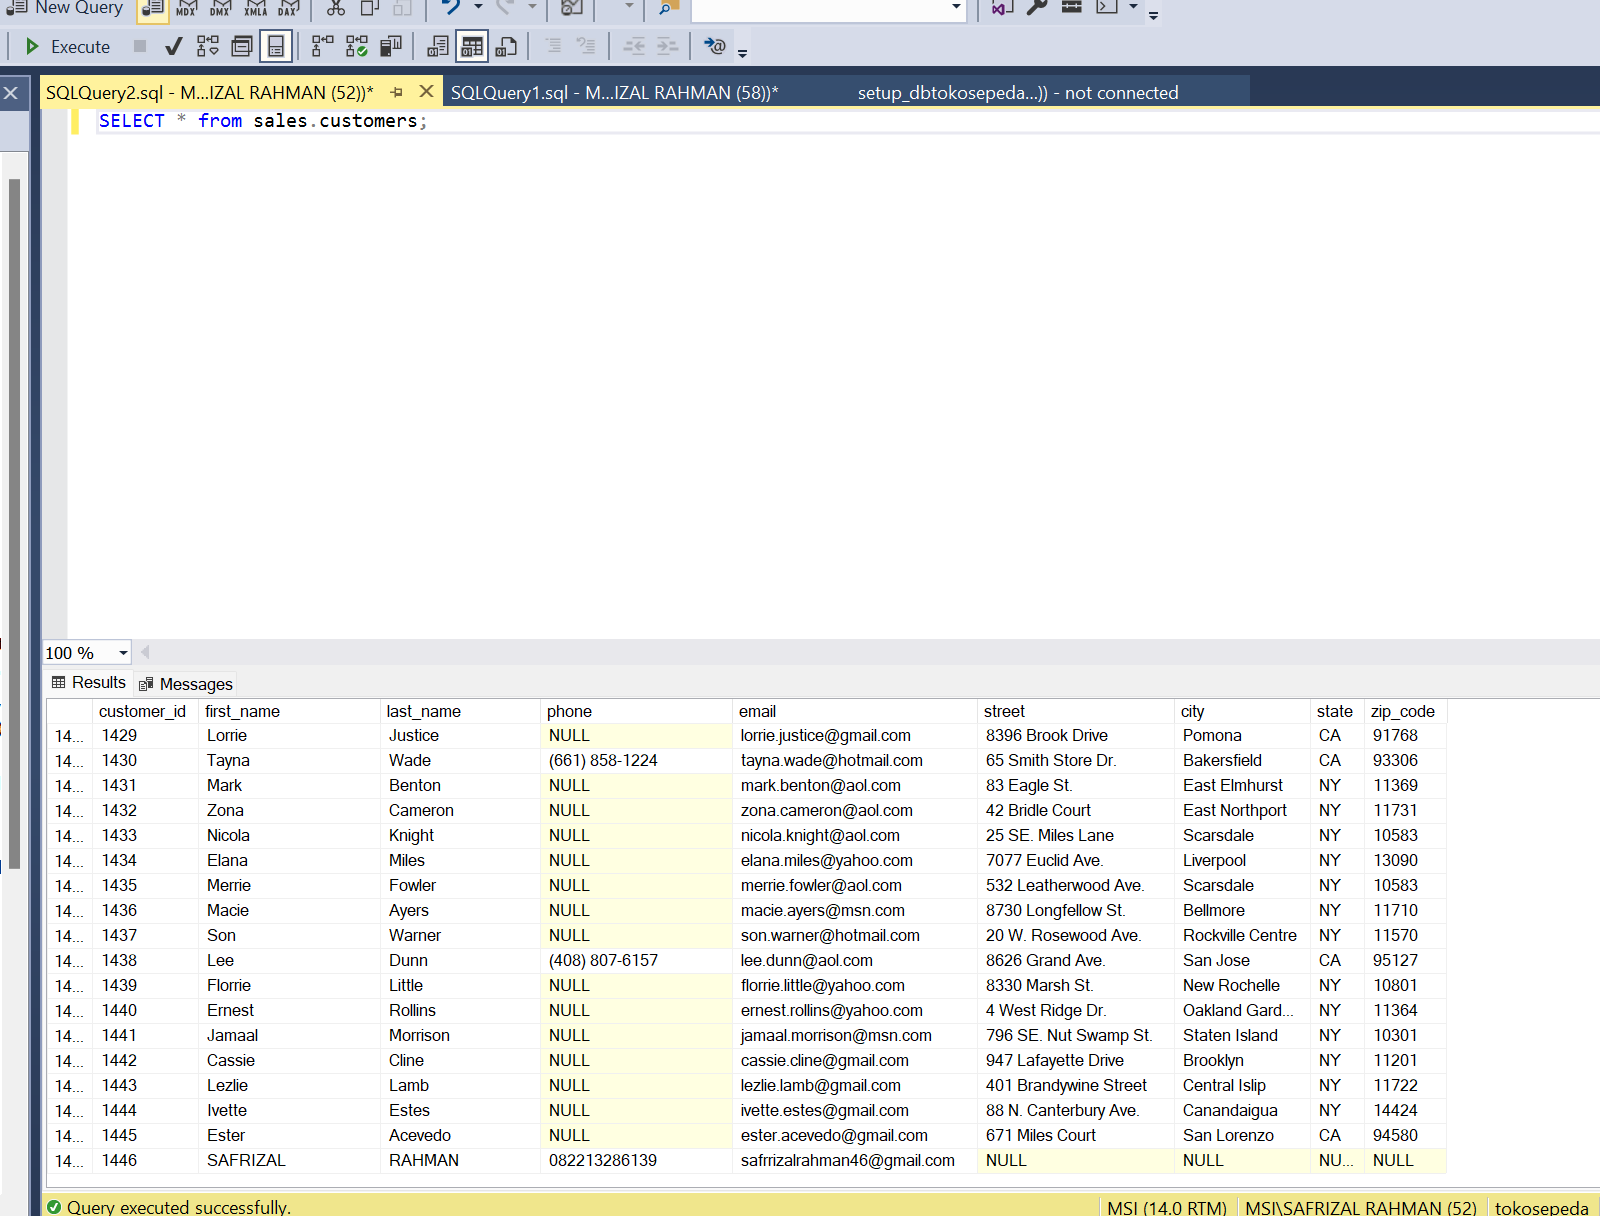 New Query MDX DMX XMLA DAX
Execute
SQLQuery2.sql - M...IZAL RAHMAN (52))* SQLQuery1.sql - M...IZAL RAHMAN (58))* setup_dbtokosepeda...)) - not connected
SELECT * from sales.customers;
100 %
Results Messages
customer_id first_name last_name phone email street city state zip_code
14... 1429 Lorrie Justice NULL lorrie.justice@gmail.com 8396 Brook Drive Pomona CA 91768
14... 1430 Tayna Wade (661) 858-1224 tayna.wade@hotmail.com 65 Smith Store Dr. Bakersfield CA 93306
14... 1431 Mark Benton NULL mark.benton@aol.com 83 Eagle St. East Elmhurst NY 11369
14... 1432 Zona Cameron NULL zona.cameron@aol.com 42 Bridle Court East Northport NY 11731
14... 1433 Nicola Knight NULL nicola.knight@aol.com 25 SE. Miles Lane Scarsdale NY 10583
14... 1434 Elana Miles NULL elana.miles@yahoo.com 7077 Euclid Ave. Liverpool NY 13090
14... 1435 Merrie Fowler NULL merrie.fowler@aol.com 532 Leatherwood Ave. Scarsdale NY 10583
14... 1436 Macie Ayers NULL macie.ayers@msn.com 8730 Longfellow St. Bellmore NY 11710
14... 1437 Son Warner NULL son.warner@hotmail.com 20 W. Rosewood Ave. Rockville Centre NY 11570
14... 1438 Lee Dunn (408) 807-6157 lee.dunn@aol.com 8626 Grand Ave. San Jose CA 95127
14... 1439 Florrie Little NULL florrie.little@yahoo.com 8330 Marsh St. New Rochelle NY 10801
14... 1440 Ernest Rollins NULL ernest.rollins@yahoo.com 4 West Ridge Dr. Oakland Gard... NY 11364
14... 1441 Jamaal Morrison NULL jamaal.morrison@msn.com 796 SE. Nut Swamp St. Staten Island NY 10301
14... 1442 Cassie Cline NULL cassie.cline@gmail.com 947 Lafayette Drive Brooklyn NY 11201
14... 1443 Lezlie Lamb NULL lezlie.lamb@gmail.com 401 Brandywine Street Central Islip NY 11722
14... 1444 Ivette Estes NULL ivette.estes@gmail.com 88 N. Canterbury Ave. Canandaigua NY 14424
14... 1445 Ester Acevedo NULL ester.acevedo@gmail.com 671 Miles Court San Lorenzo CA 94580
14... 1446 SAFRIZAL RAHMAN 082213286139 safrrizalrahman46@gmail.com NULL NULL NU... NULL
Query executed successfully. MSI (14.0 RTM) MSI\SAFRIZAL RAHMAN (52) tokosepeda